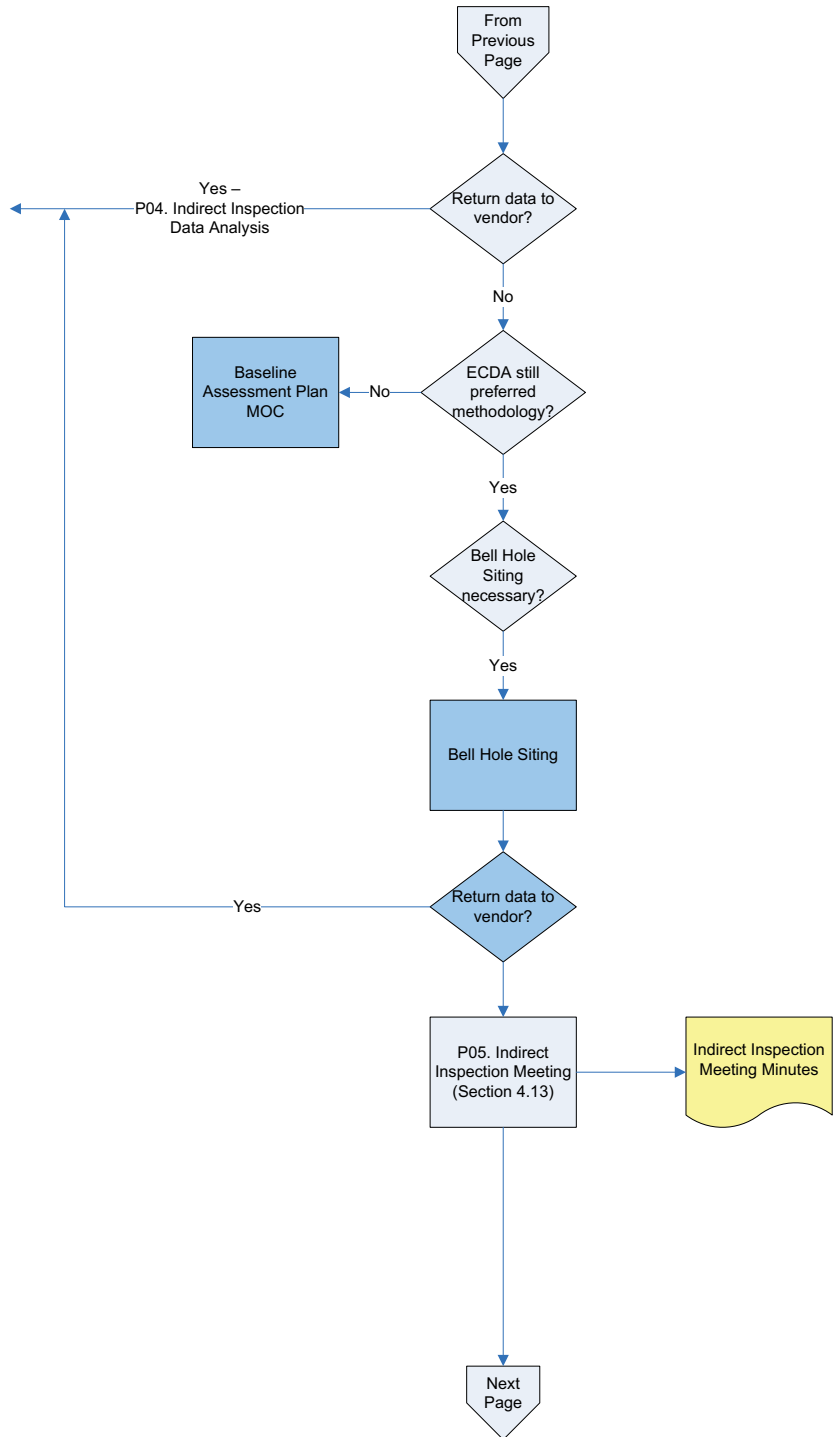 From
Previous
Page
Return data to
vendor?
Yes –
P04. Indirect Inspection
Data Analysis
No
ECDA still
preferred
methodology?
No
Baseline
Assessment Plan
MOC
Yes
Bell Hole
Siting
necessary?
Yes
Bell Hole Siting
Return data to
vendor?
Yes
P05. Indirect
Inspection Meeting
(Section 4.13)
Indirect Inspection
Meeting Minutes
Next
Page